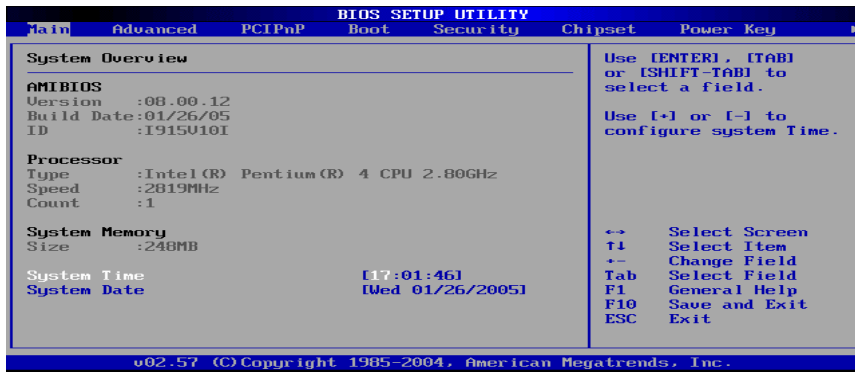 BIOS SETUP UTILITY
Main Advanced PCIPnP Boot Security Chipset Power Key
System Overview
AMIBIOS
Version :08.00.12
Build Date:01/26/05
ID :I915V10I
Processor
Type :Intel(R) Pentium(R) 4 CPU 2.80GHz
Speed :2819MHz
Count :1
System Memory
Size :248MB
System Time [17:01:46]
System Date [Wed 01/26/2005]
Use [ENTER], [TAB]
or [SHIFT-TAB] to
select a field.
Use [+] or [-] to
configure system Time.
↔ Select Screen
↑↓ Select Item
+- Change Field
Tab Select Field
F1 General Help
F10 Save and Exit
ESC Exit
v02.57 (C)Copyright 1985-2004, American Megatrends, Inc.